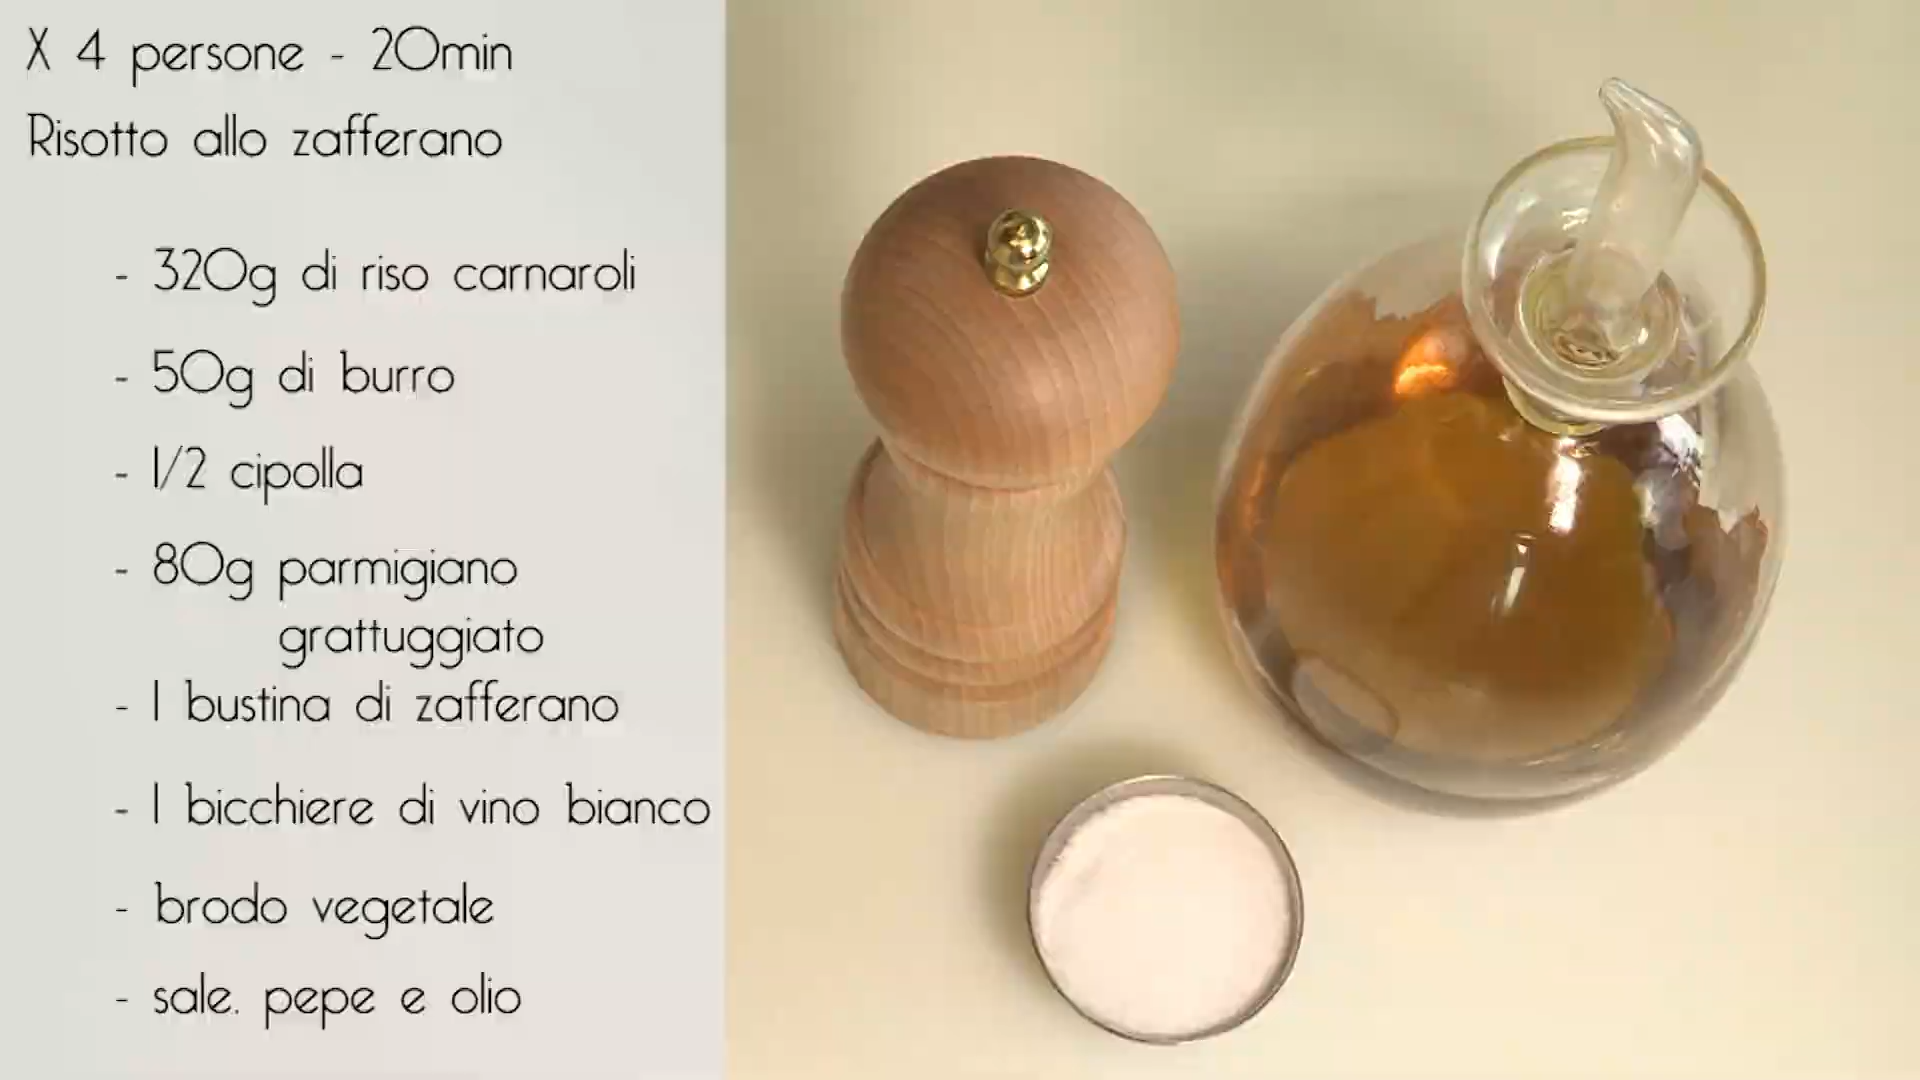 X 4 persone - 20min
Risotto allo zafferano
- 320g di riso carnaroli
- 50g di burro
- 1/2 cipolla
- 80g parmigiano
grattuggiato
- 1 bustina di zafferano
- 1 bicchiere di vino bianco
- brodo vegetale
- sale. pepe e olio